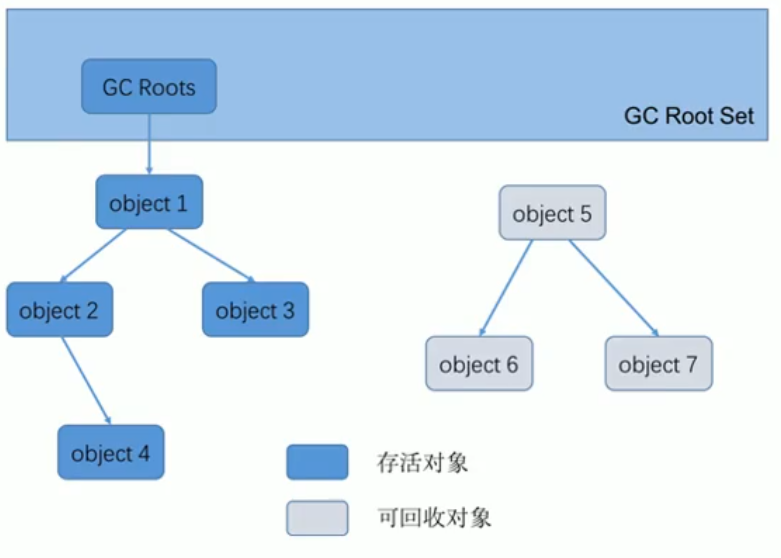 GC Roots
GC Root Set
object 1
object 5
object 2
object 3
object 6
object 7
object 4
存活对象
可回收对象